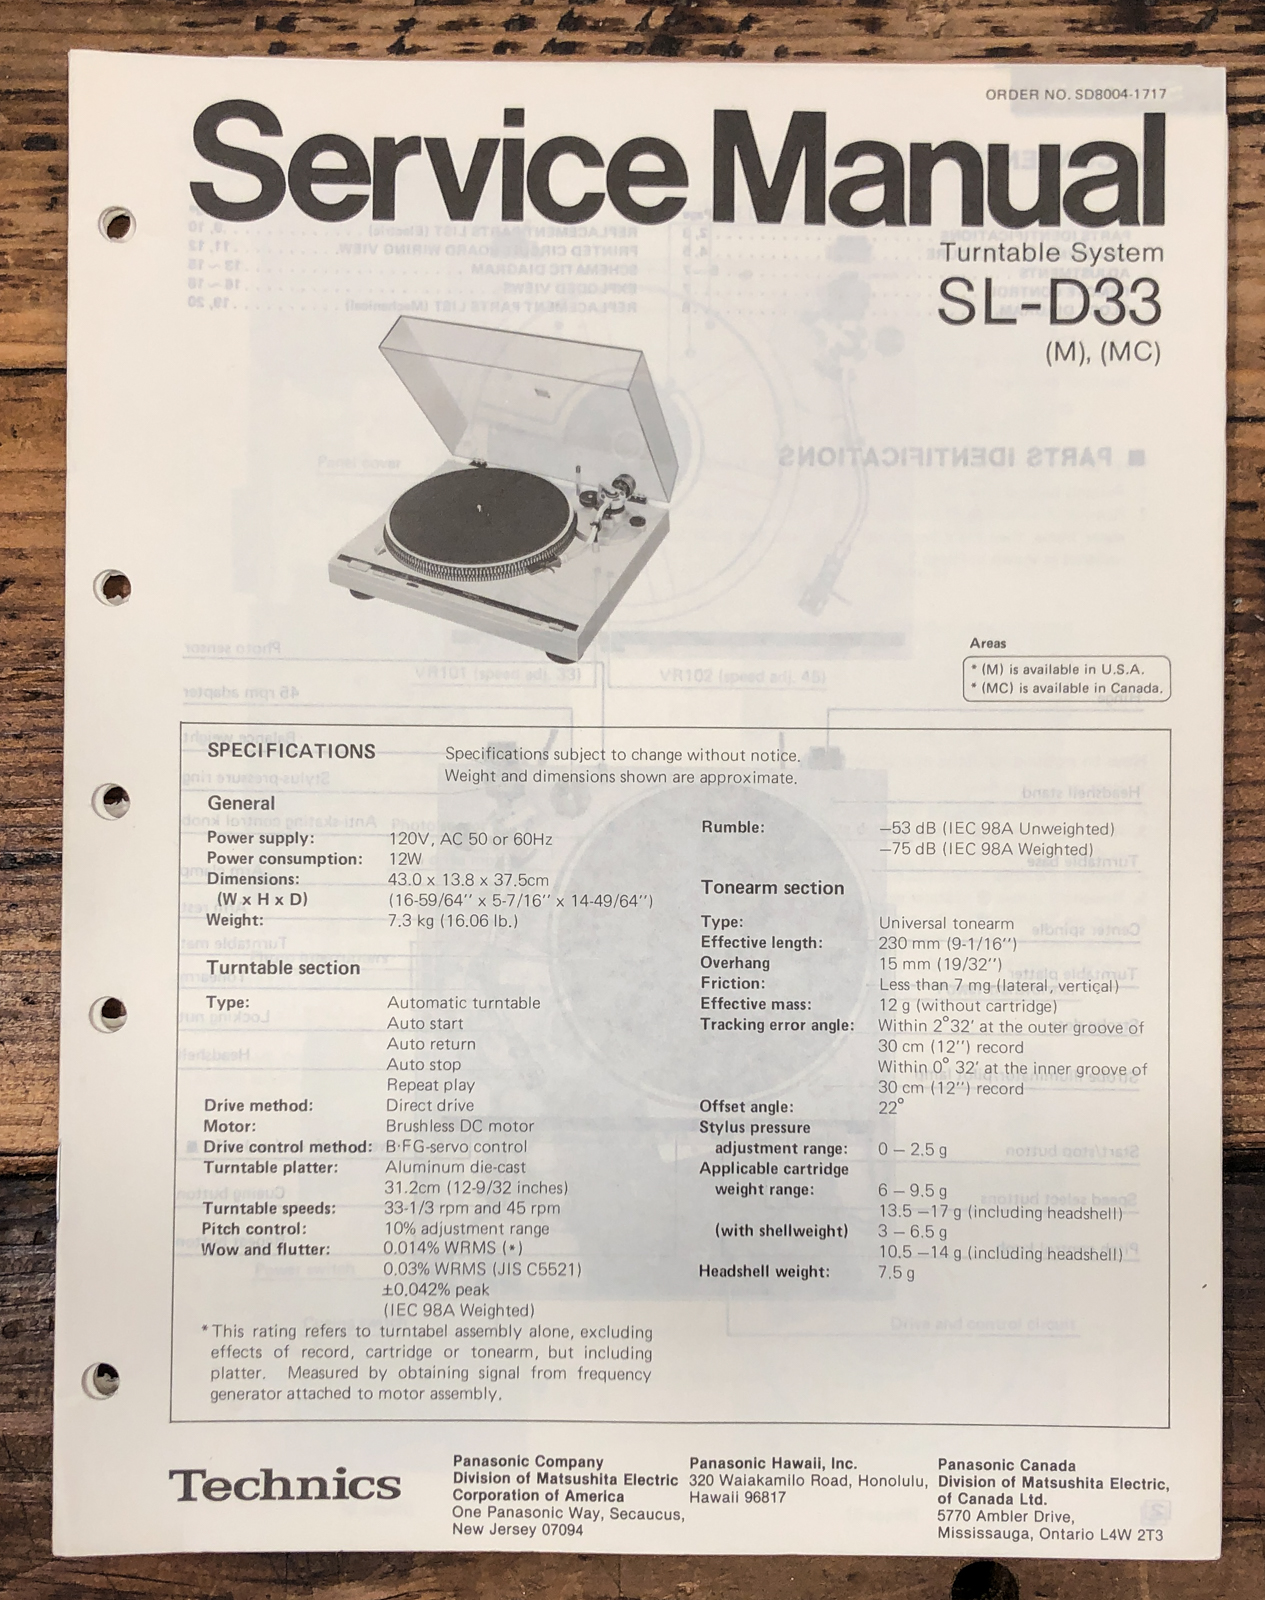 ORDER NO. SD8004-1717
Service Manual
Turntable System
SL-D33
(M), (MC)
Areas
* (M) is available in U.S.A.
* (MC) is available in Canada.
SPECIFICATIONS
Specifications subject to change without notice.
Weight and dimensions shown are approximate.
General
Power supply: 120V, AC 50 or 60Hz
Power consumption: 12W
Dimensions: 43.0 x 13.8 x 37.5cm
(W x H x D) (16-59/64'' x 5-7/16'' x 14-49/64'')
Weight: 7.3 kg (16.06 lb.)
Turntable section
Type: Automatic turntable
Auto start
Auto return
Auto stop
Repeat play
Drive method: Direct drive
Motor: Brushless DC motor
Drive control method: B·FG-servo control
Turntable platter: Aluminum die-cast
31.2cm (12-9/32 inches)
Turntable speeds: 33-1/3 rpm and 45 rpm
Pitch control: 10% adjustment range
Wow and flutter: 0.014% WRMS (*)
0.03% WRMS (JIS C5521)
±0.042% peak
(IEC 98A Weighted)
* This rating refers to turntabel assembly alone, excluding
effects of record, cartridge or tonearm, but including
platter. Measured by obtaining signal from frequency
generator attached to motor assembly.
Rumble: –53 dB (IEC 98A Unweighted)
–75 dB (IEC 98A Weighted)
Tonearm section
Type: Universal tonearm
Effective length: 230 mm (9-1/16'')
Overhang 15 mm (19/32'')
Friction: Less than 7 mg (lateral, vertical)
Effective mass: 12 g (without cartridge)
Tracking error angle: Within 2°32' at the outer groove of
30 cm (12'') record
Within 0° 32' at the inner groove of
30 cm (12'') record
Offset angle: 22°
Stylus pressure
adjustment range: 0 – 2.5 g
Applicable cartridge
weight range: 6 – 9.5 g
13.5 –17 g (including headshell)
(with shellweight) 3 – 6.5 g
10.5 –14 g (including headshell)
Headshell weight: 7.5 g
Technics
Panasonic Company
Division of Matsushita Electric
Corporation of America
One Panasonic Way, Secaucus,
New Jersey 07094
Panasonic Hawaii, Inc.
320 Waiakamilo Road, Honolulu,
Hawaii 96817
Panasonic Canada
Division of Matsushita Electric,
of Canada Ltd.
5770 Ambler Drive,
Mississauga, Ontario L4W 2T3